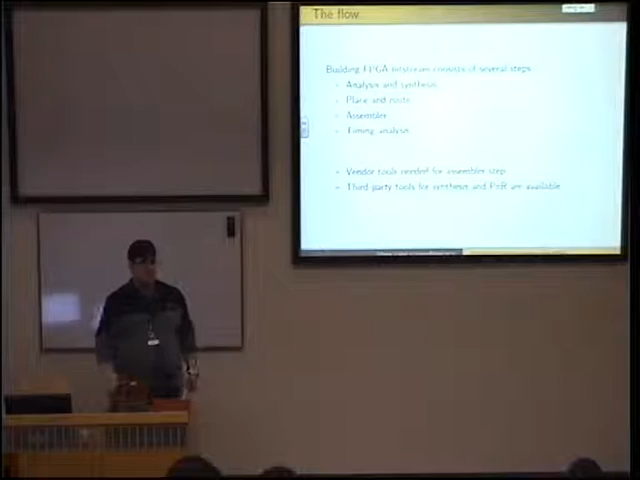 The flow
Building FPGA bitstream consists of several steps
Analysis and synthesis
Place and route
Assembler
Timing analysis
Vendor tools needed for assembler step
Third party tools for synthesis and PnR are available